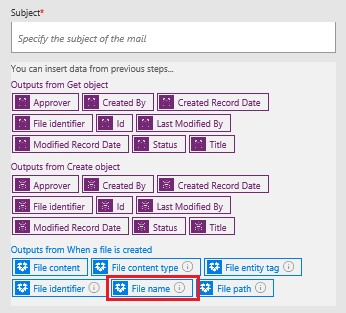 Subject*
Specify the subject of the mail
You can insert data from previous steps...
Outputs from Get object
Approver Created By Created Record Date
File identifier Id Last Modified By
Modified Record Date Status Title
Outputs from Create object
Approver Created By Created Record Date
File identifier Id Last Modified By
Modified Record Date Status Title
Outputs from When a file is created
File content File content type File entity tag
File identifier File name File path